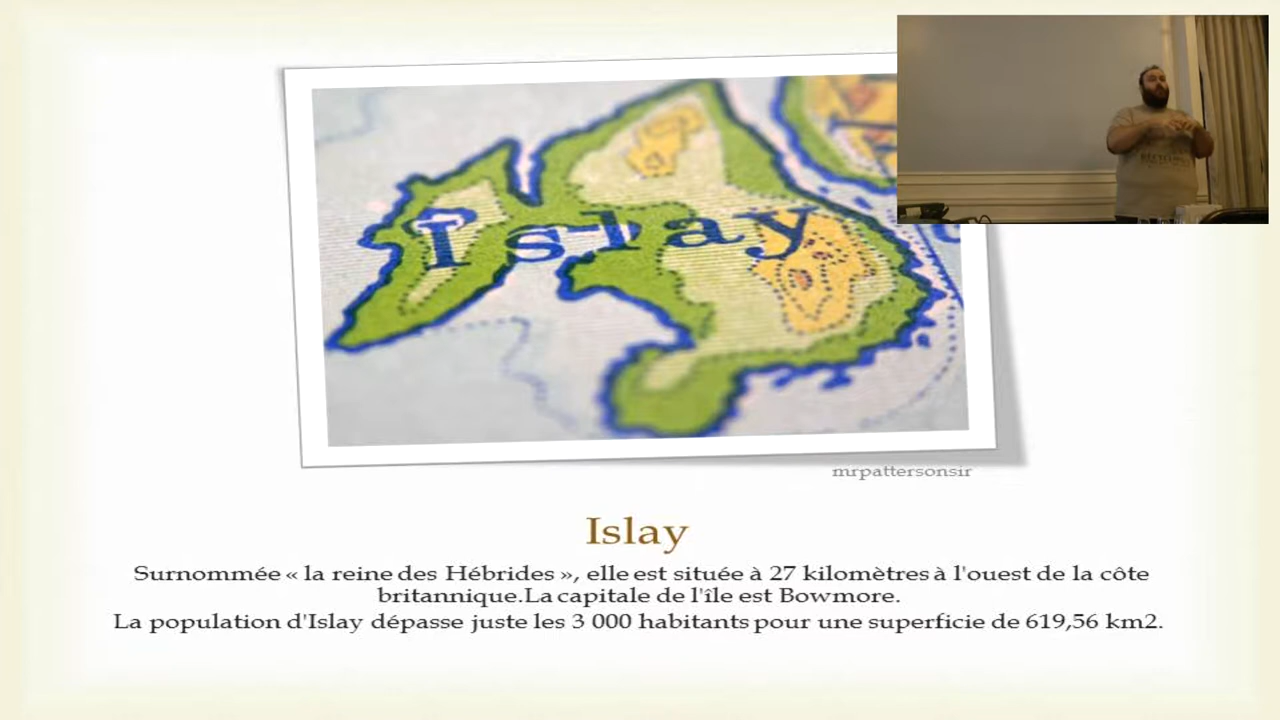 Islay
mrpattersonsir
Islay
Surnommée « la reine des Hébrides », elle est située à 27 kilomètres à l'ouest de la côte
britannique.La capitale de l'île est Bowmore.
La population d'Islay dépasse juste les 3 000 habitants pour une superficie de 619,56 km2.